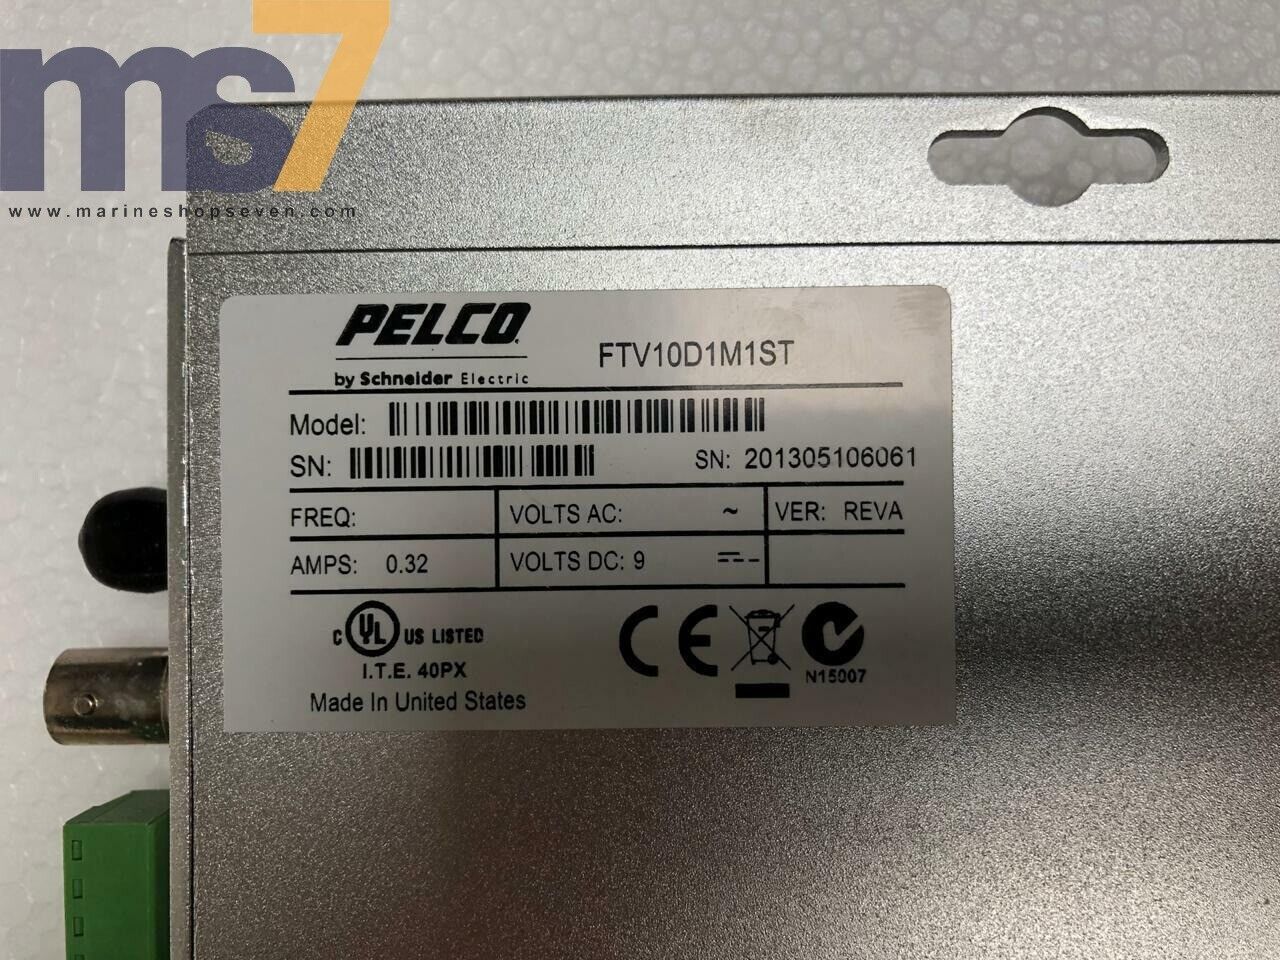 ms7
www.marineshopseven.com
PELCO
by Schneider Electric
FTV10D1M1ST
Model:
SN: SN: 201305106061
FREQ: VOLTS AC: ~ VER: REVA
AMPS: 0.32 VOLTS DC: 9
C UL US LISTED
I.T.E. 40PX
Made In United States
CE
N15007